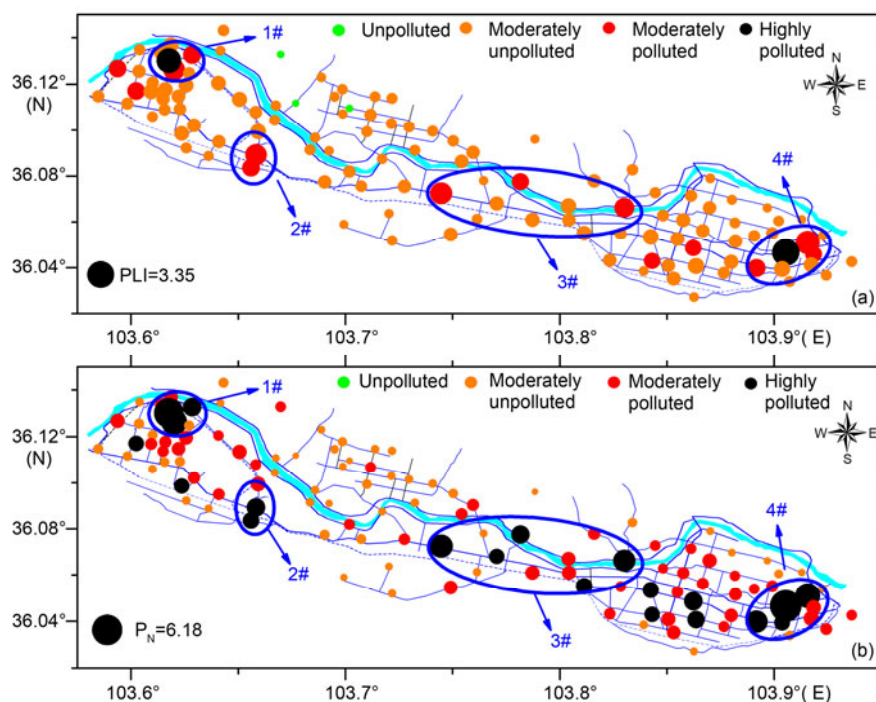 1#
Unpolluted
Moderately unpolluted
Moderately polluted
Highly polluted
36.12°
(N)
N
W E
S
36.08°
2#
3#
4#
36.04°
PLI=3.35
(a)
103.6°
103.7°
103.8°
103.9°( E)
1#
Unpolluted
Moderately unpolluted
Moderately polluted
Highly polluted
36.12°
(N)
N
W E
S
36.08°
2#
3#
4#
36.04°
P_N=6.18
(b)
103.6°
103.7°
103.8°
103.9°( E)